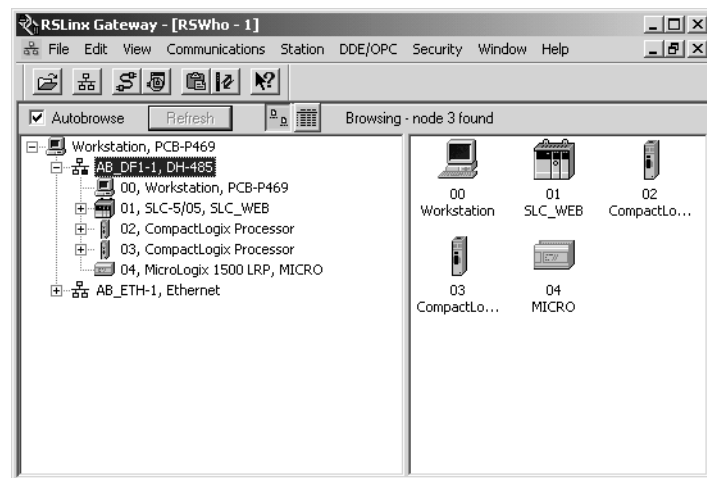 RSLinx Gateway - [RSWho - 1]
File Edit View Communications Station DDE/OPC Security Window Help
Autobrowse Refresh Browsing - node 3 found
Workstation, PCB-P469
AB_DF1-1, DH-485
00, Workstation, PCB-P469
01, SLC-5/05, SLC_WEB
02, CompactLogix Processor
03, CompactLogix Processor
04, MicroLogix 1500 LRP, MICRO
AB_ETH-1, Ethernet
00 01 02
Workstation SLC_WEB CompactLo...
03 04
CompactLo... MICRO